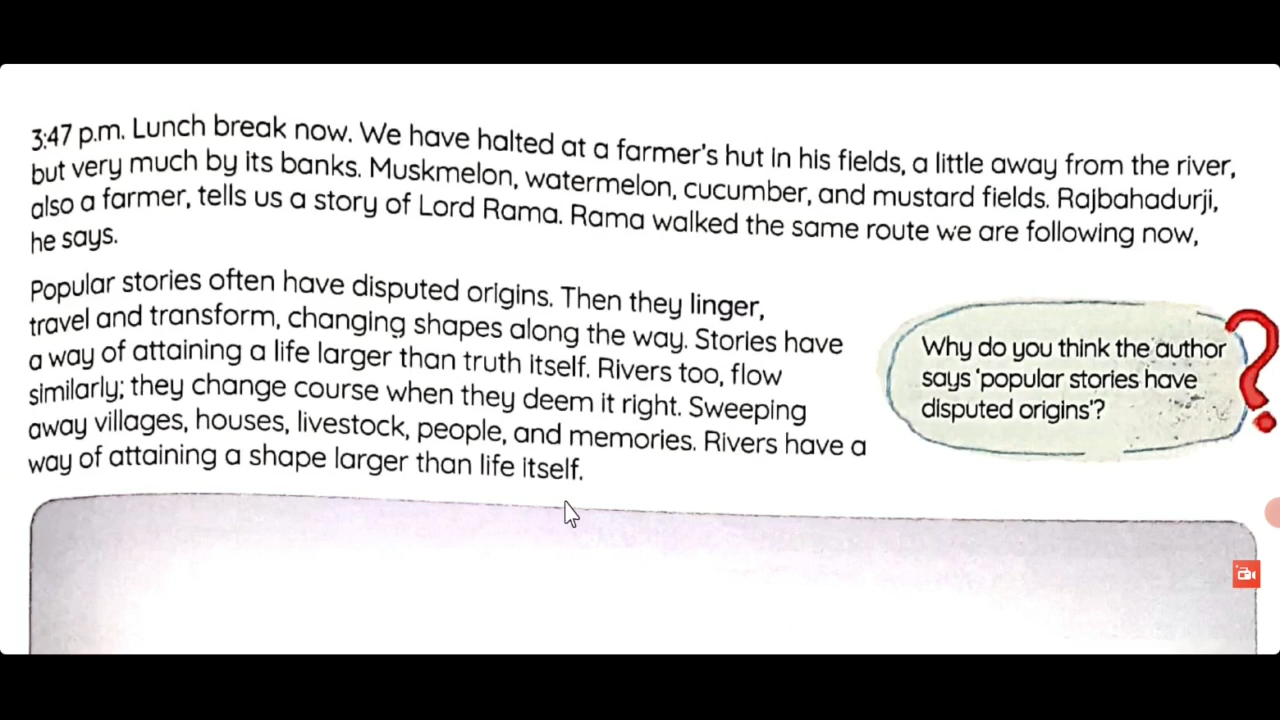 3:47 p.m. Lunch break now. We have halted at a farmer's hut in his fields, a little away from the river,
but very much by its banks. Muskmelon, watermelon, cucumber, and mustard fields. Rajbahadurji,
also a farmer, tells us a story of Lord Rama. Rama walked the same route we are following now,
he says.
Popular stories often have disputed origins. Then they linger,
travel and transform, changing shapes along the way. Stories have
a way of attaining a life larger than truth itself. Rivers too, flow
similarly; they change course when they deem it right. Sweeping
away villages, houses, livestock, people, and memories. Rivers have a
way of attaining a shape larger than life itself.
Why do you think the author
says 'popular stories have
disputed origins'?
?